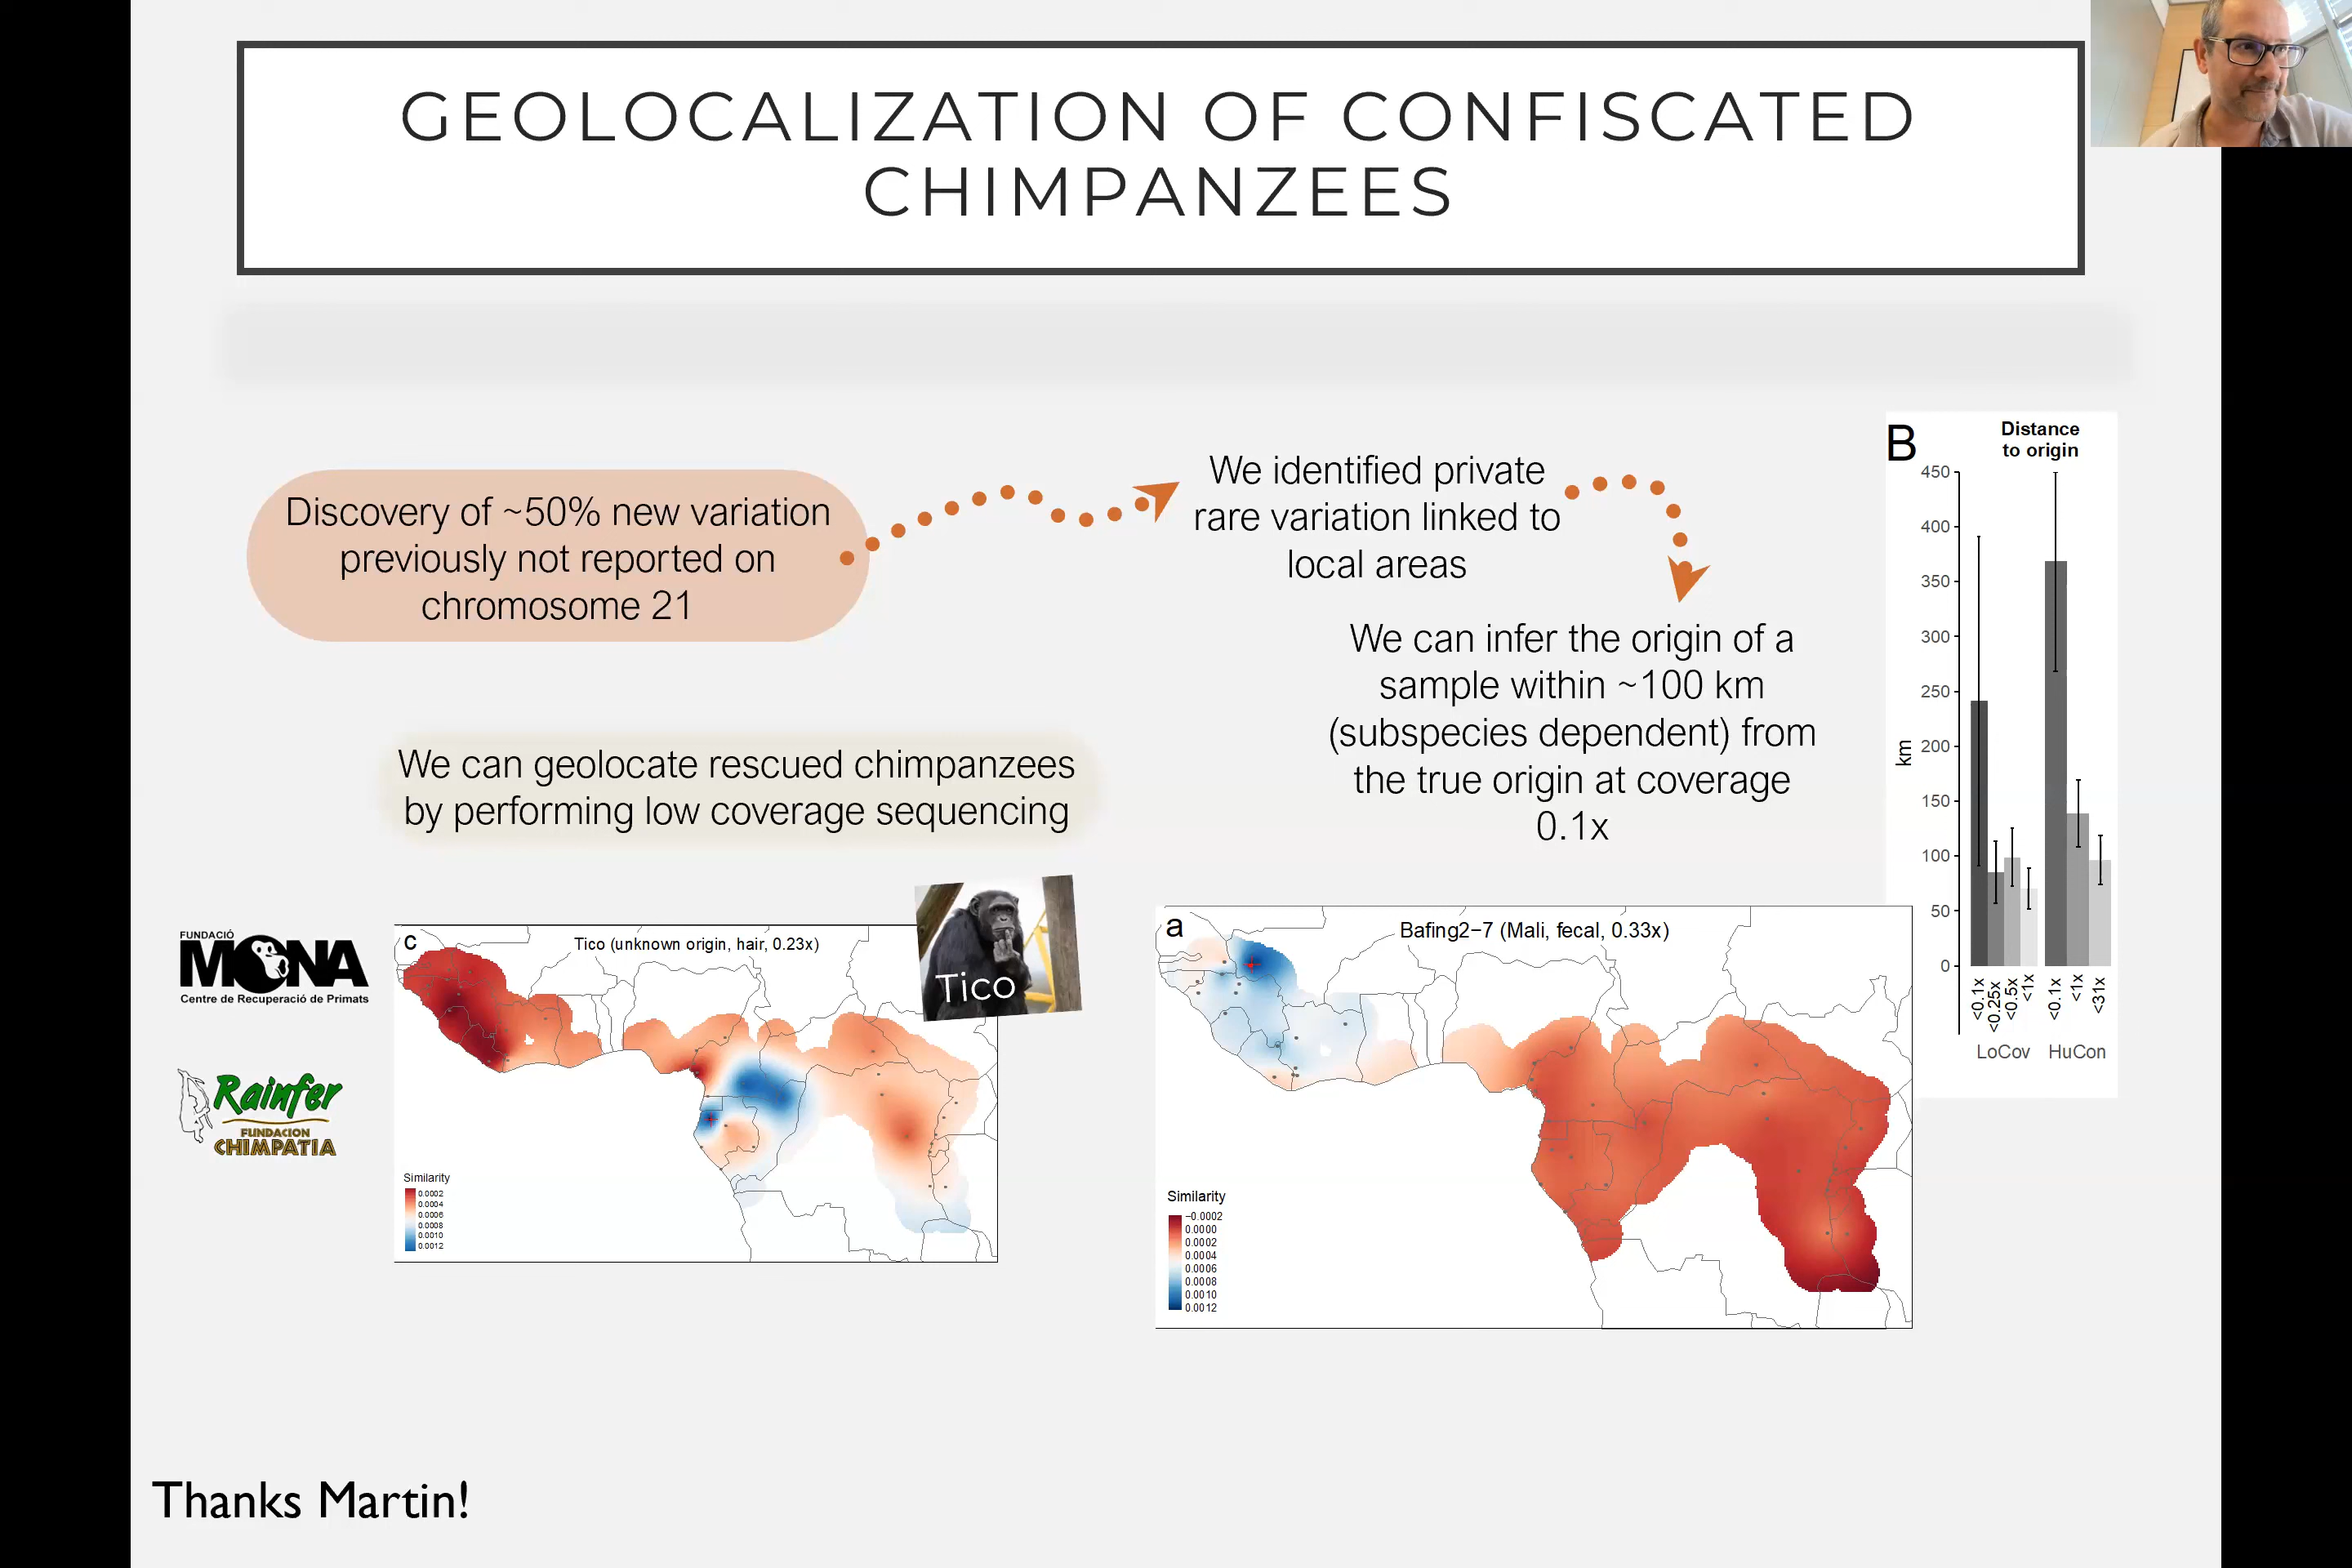 GEOLOCALIZATION OF CONFISCATED
CHIMPANZEES
Discovery of ~50% new variation
previously not reported on
chromosome 21
We identified private
rare variation linked to
local areas
We can infer the origin of a
sample within ~100 km
(subspecies dependent) from
the true origin at coverage
0.1x
We can geolocate rescued chimpanzees
by performing low coverage sequencing
B
Distance
to origin
450
400
350
300
250
200
150
100
50
0
km
<0.1x
<0.25x
<0.5x
<1x
<0.1x
<1x
<31x
LoCov
HuCon
FUNDACIÓ
MONA
Centre de Recuperació de Primats
Rainfer
FUNDACION
CHIMPATIA
c
Tico (unknown origin, hair, 0.23x)
Tico
Similarity
0.0002
0.0004
0.0006
0.0008
0.0010
0.0012
a
Bafing2-7 (Mali, fecal, 0.33x)
Similarity
-0.0002
0.0000
0.0002
0.0004
0.0006
0.0008
0.0010
0.0012
Thanks Martin!